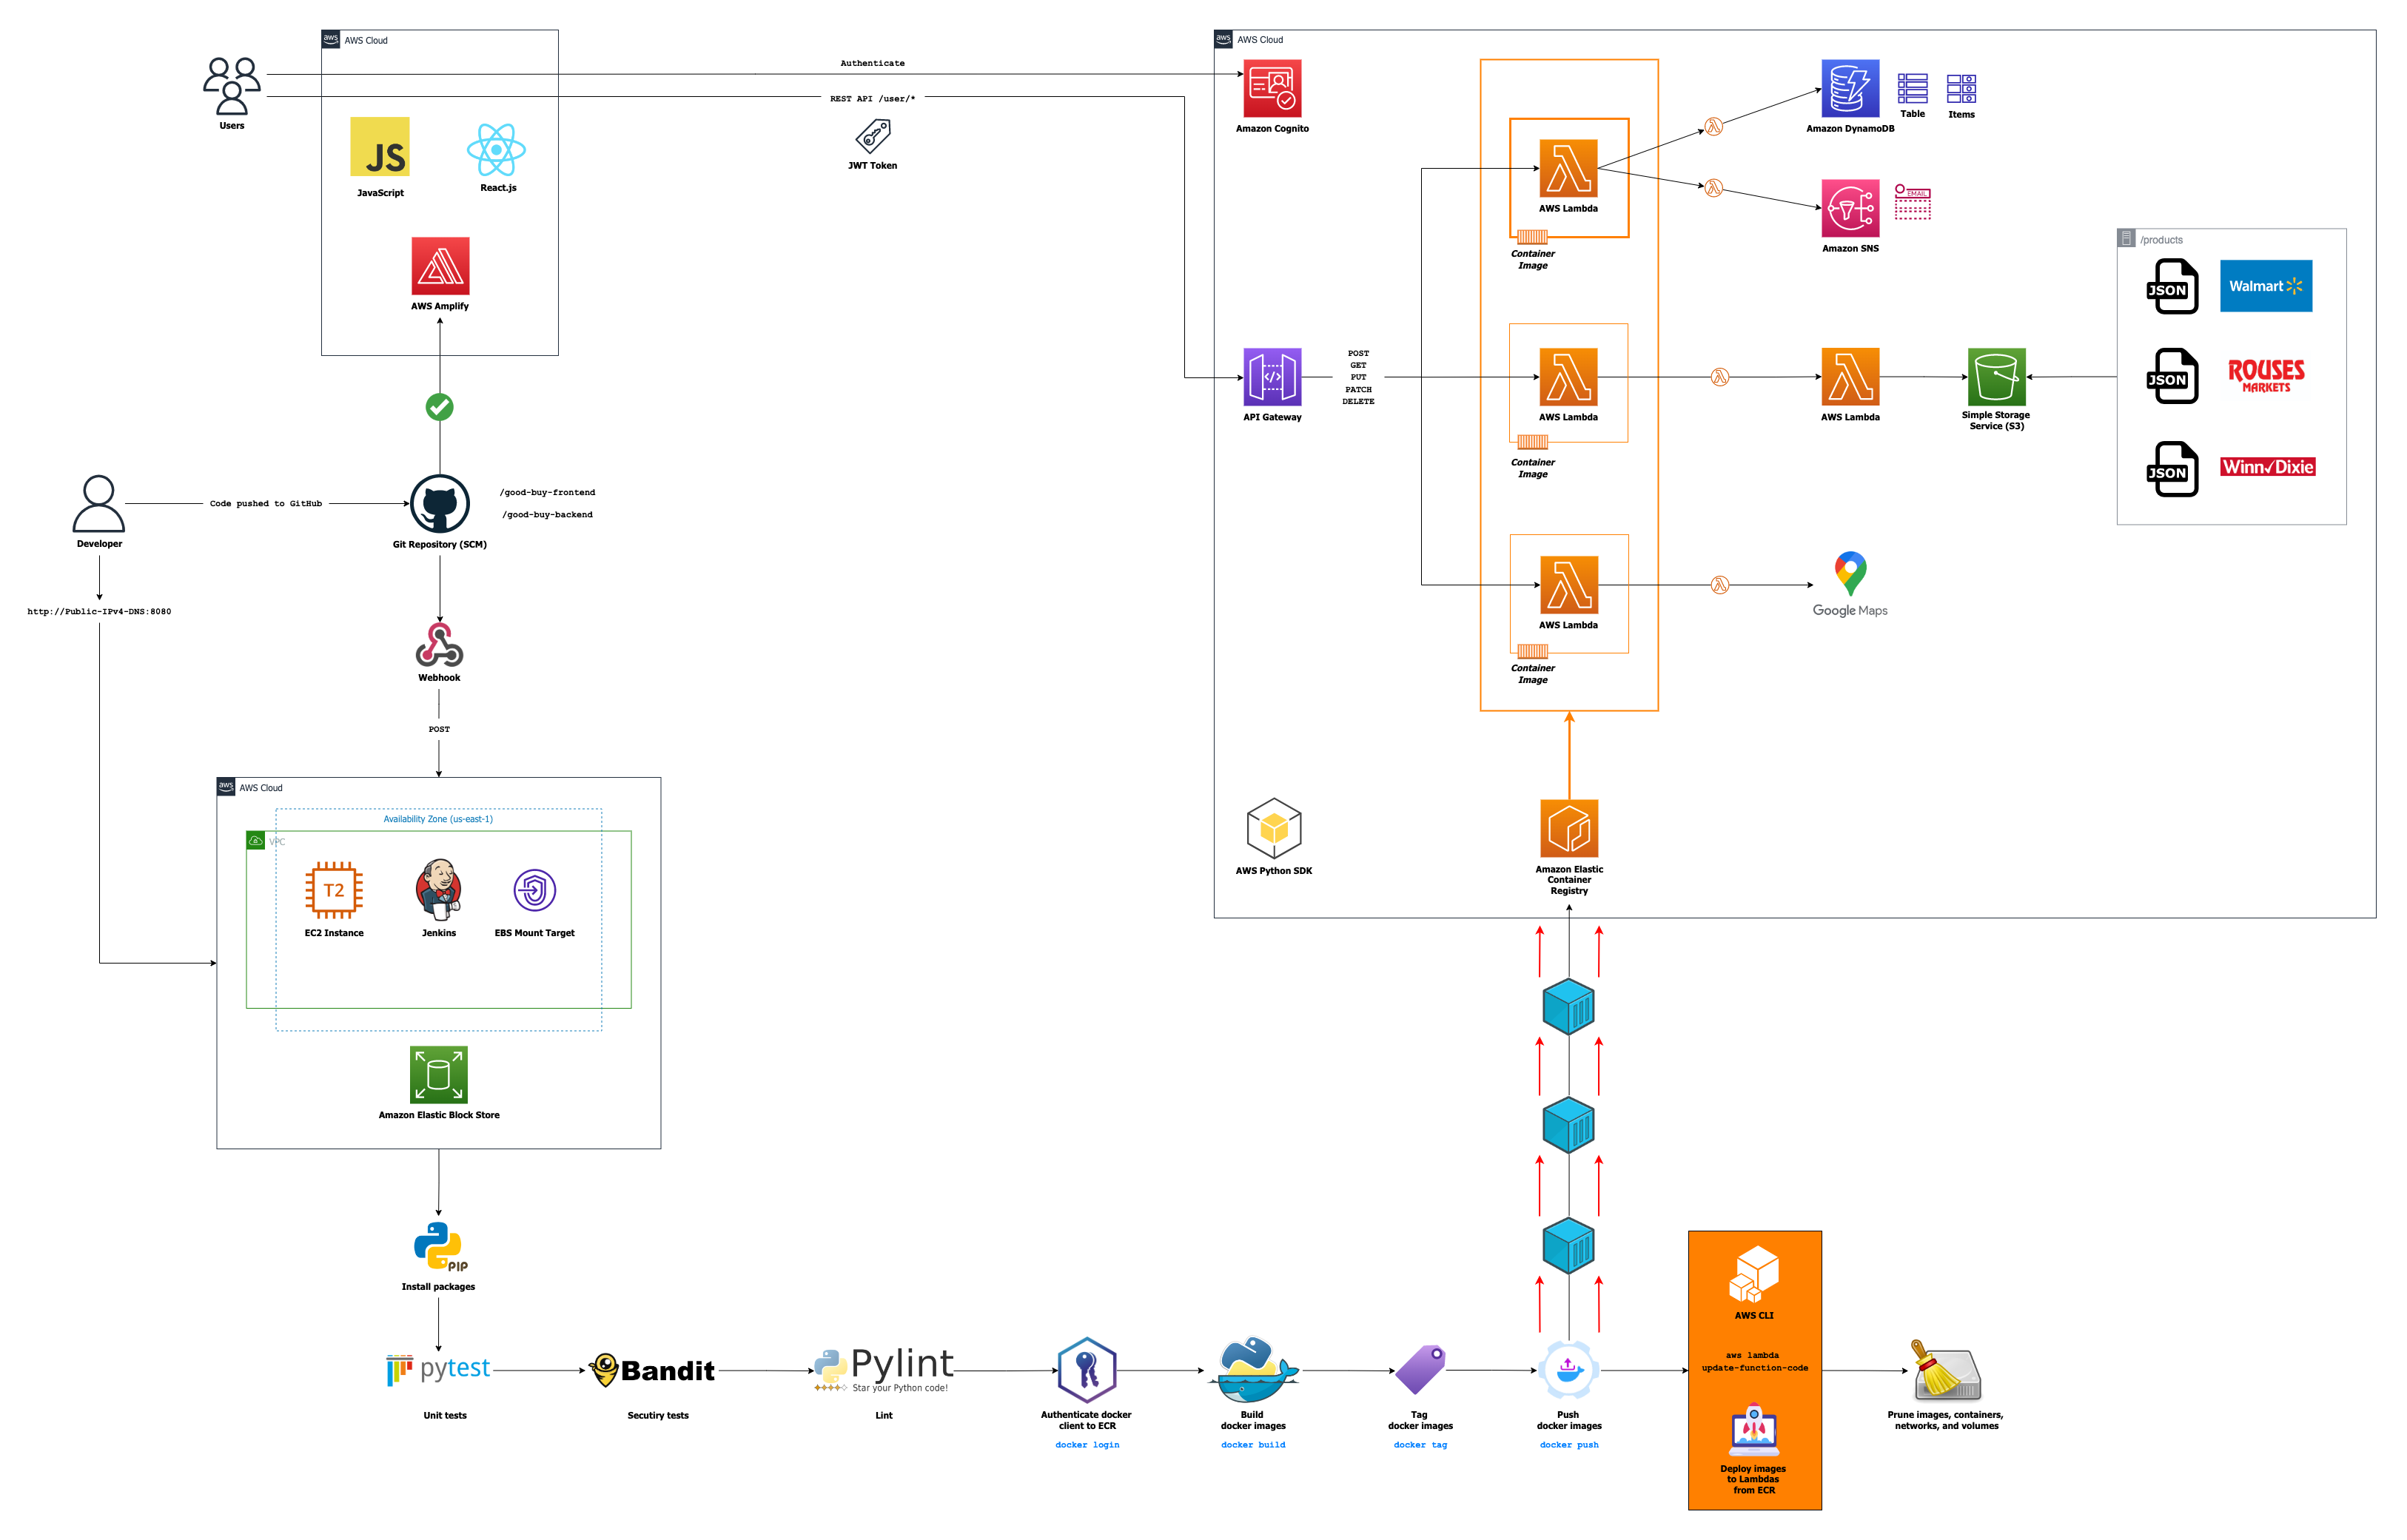 aws
AWS Cloud
Users
JS
JavaScript
React.js
AWS Amplify
Authenticate
REST API /user/*
JWT Token
Developer
Code pushed to GitHub
Git Repository (SCM)
/good-buy-frontend
/good-buy-backend
http://Public-IPv4-DNS:8080
Webhook
POST
aws
AWS Cloud
Availability Zone (us-east-1)
VPC
T2
EC2 Instance
Jenkins
EBS Mount Target
Amazon Elastic Block Store
PIP
Install packages
pytest
Unit tests
Bandit
Secutiry tests
Pylint
Star your Python code!
Lint
Authenticate docker
client to ECR
docker login
Build
docker images
docker build
Tag
docker images
docker tag
Push
docker images
docker push
AWS CLI
aws lambda
update-function-code
Deploy images
to Lambdas
from ECR
Prune images, containers,
networks, and volumes
aws
AWS Cloud
Amazon Cognito
API Gateway
POST
GET
PUT
PATCH
DELETE
AWS Lambda
Container
Image
AWS Lambda
Container
Image
AWS Lambda
Container
Image
Amazon DynamoDB
Table
Items
Amazon SNS
EMAIL
AWS Lambda
Simple Storage
Service (S3)
/products
JSON
Walmart
JSON
ROUSES
MARKETS
JSON
Winn Dixie
Google Maps
AWS Python SDK
Amazon Elastic
Container
Registry